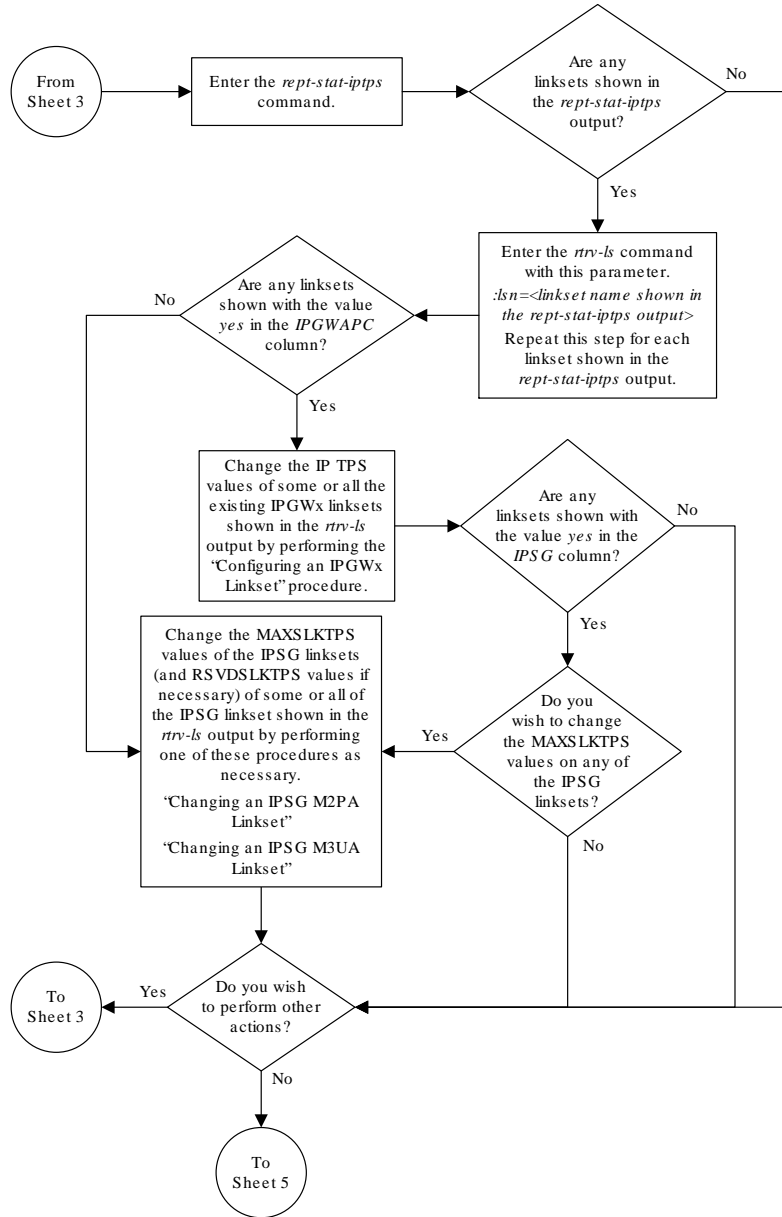 From
Sheet 3
Enter the rept-stat-iptps
command.
Are any
linksets shown in
the rept-stat-iptps
output?
No
Yes
Enter the rtrv-ls command
with this parameter.
:lsn=<linkset name shown in
the rept-stat-iptps output>
Repeat this step for each
linkset shown in the
rept-stat-iptps output.
Are any linksets
shown with the value
yes in the IPGWAPC
column?
No
Yes
Change the IP TPS
values of some or all the
existing IPGWx linksets
shown in the rtrv-ls
output by performing the
“Configuring an IPGWx
Linkset” procedure.
Are any
linksets shown with
the value yes in the
IPSG column?
No
Yes
Do you
wish to change
the MAXSLKTPS
values on any of
the IPSG
linksets?
Yes
No
Change the MAXSLKTPS
values of the IPSG linksets
(and RSVDSLKTPS values if
necessary) of some or all of
the IPSG linkset shown in the
rtrv-ls output by performing
one of these procedures as
necessary.
“Changing an IPSG M2PA
Linkset”
“Changing an IPSG M3UA
Linkset”
Do you wish
to perform other
actions?
Yes
To
Sheet 3
No
To
Sheet 5